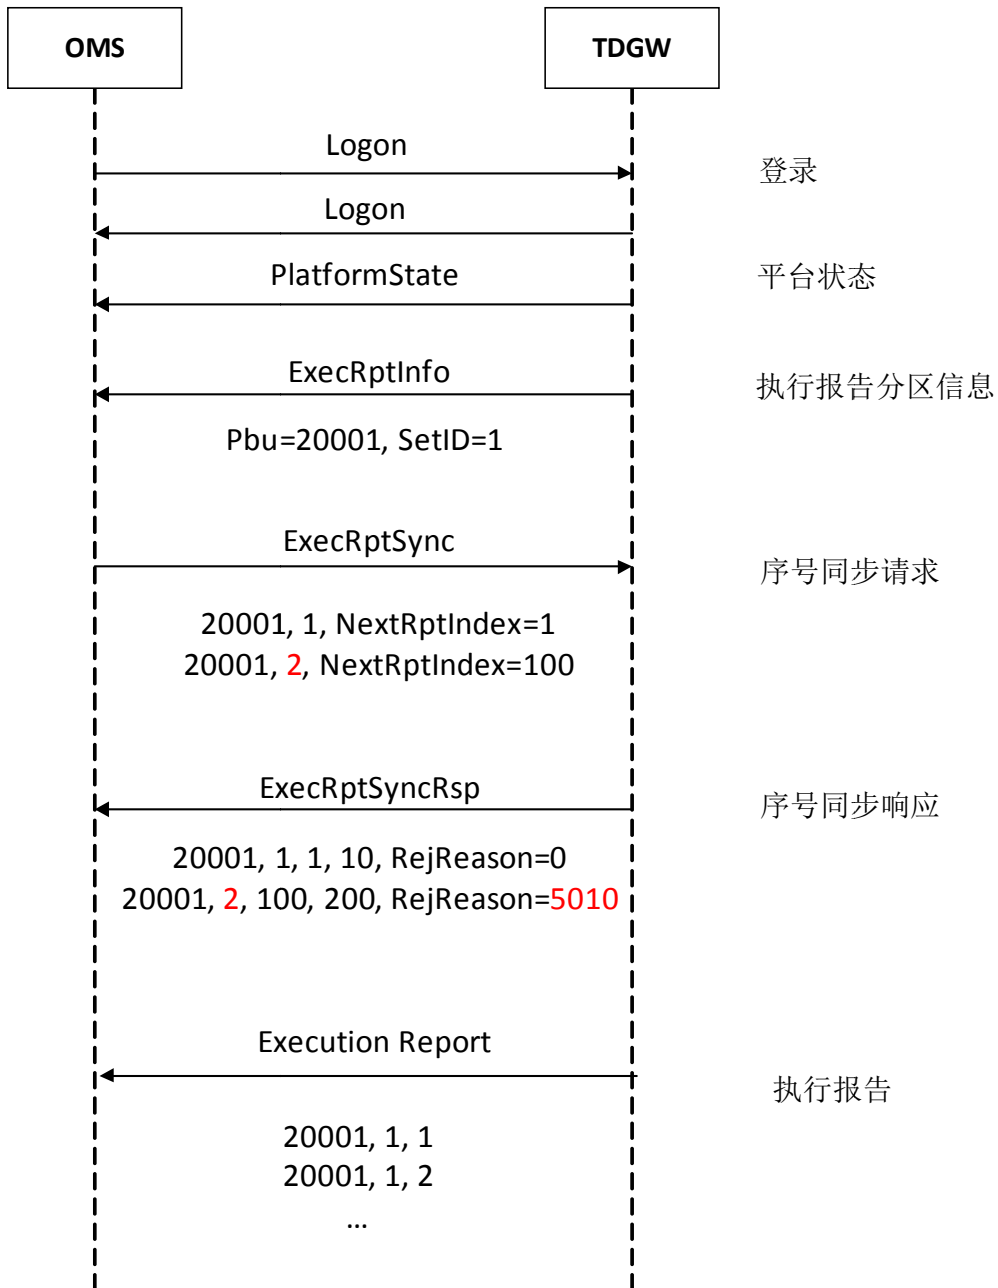 OMS
TDGW
Logon
登录
Logon
PlatformState
平台状态
ExecRptInfo
执行报告分区信息
Pbu=20001, SetID=1
ExecRptSync
序号同步请求
20001, 1, NextRptIndex=1
20001, 2, NextRptIndex=100
ExecRptSyncRsp
序号同步响应
20001, 1, 1, 10, RejReason=0
20001, 2, 100, 200, RejReason=5010
Execution Report
执行报告
20001, 1, 1
20001, 1, 2
…